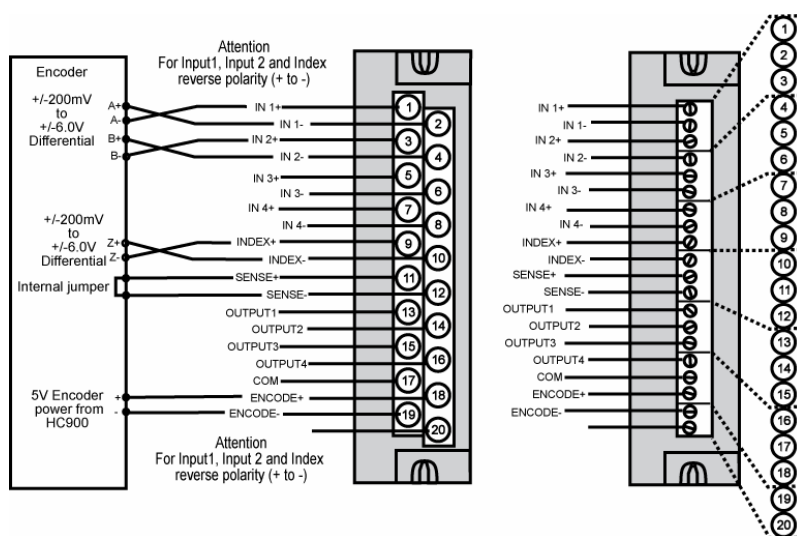 Attention
For Input1, Input 2 and Index
reverse polarity (+ to -)
Encoder
+/-200mV
to
+/-6.0V
Differential
A+
A-
B+
B-
+/-200mV
to
+/-6.0V
Differential
Z+
Z-
Internal jumper
5V Encoder
power from
HC900
+
-
IN 1+
IN 1-
IN 2+
IN 2-
IN 3+
IN 3-
IN 4+
IN 4-
INDEX+
INDEX-
SENSE+
SENSE-
OUTPUT1
OUTPUT2
OUTPUT3
OUTPUT4
COM
ENCODE+
ENCODE-
1
2
3
4
5
6
7
8
9
10
11
12
13
14
15
16
17
18
19
20
Attention
For Input1, Input 2 and Index
reverse polarity (+ to -)
IN 1+
IN 1-
IN 2+
IN 2-
IN 3+
IN 3-
IN 4+
IN 4-
INDEX+
INDEX-
SENSE+
SENSE-
OUTPUT1
OUTPUT2
OUTPUT3
OUTPUT4
COM
ENCODE+
ENCODE-
1
2
3
4
5
6
7
8
9
10
11
12
13
14
15
16
17
18
19
20